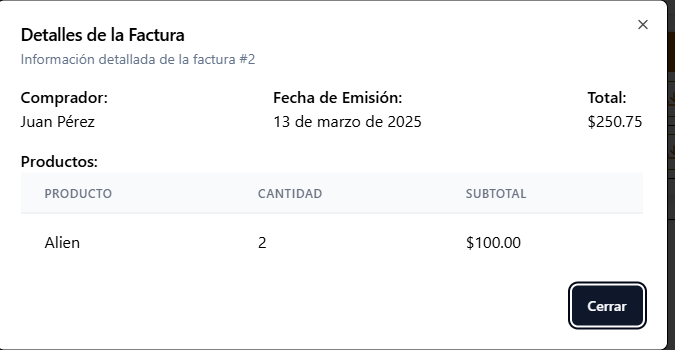 Detalles de la Factura
Información detallada de la factura #2
Comprador: Fecha de Emisión: Total:
Juan Pérez 13 de marzo de 2025 $250.75
Productos:
PRODUCTO CANTIDAD SUBTOTAL
Alien 2 $100.00
Cerrar